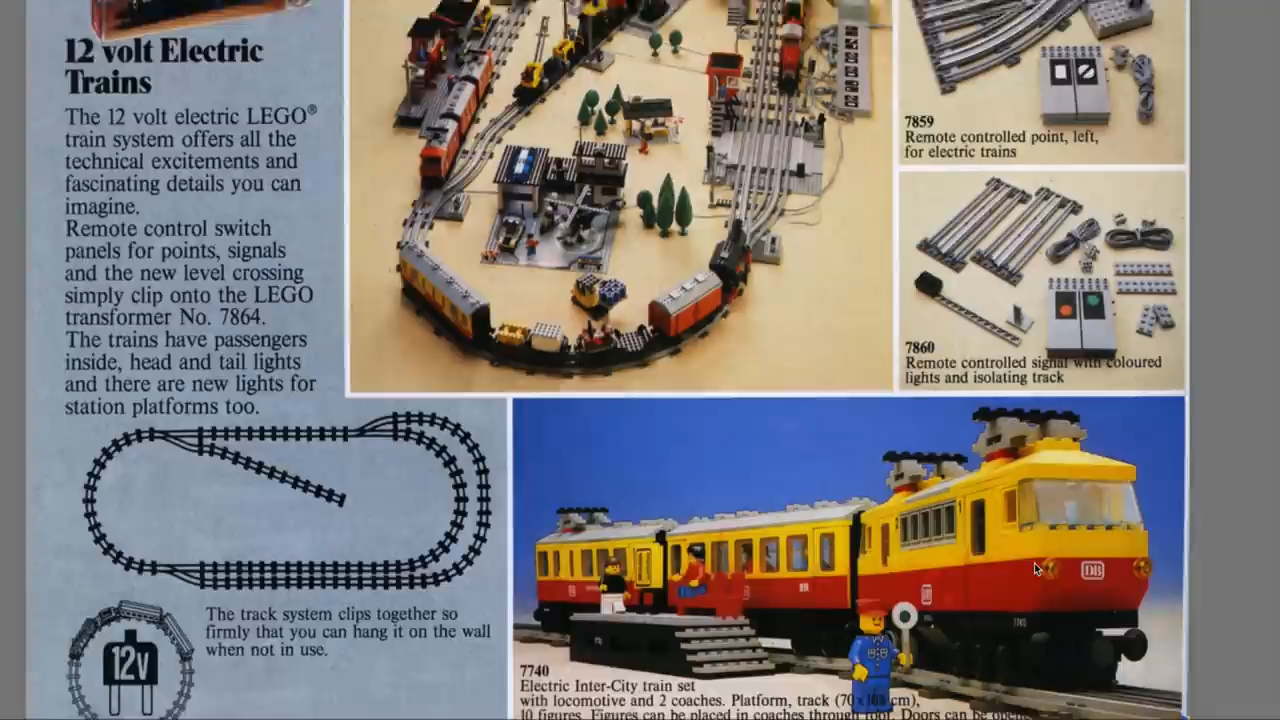 12 volt Electric
Trains
The 12 volt electric LEGO®
train system offers all the
technical excitements and
fascinating details you can
imagine.
Remote control switch
panels for points, signals
and the new level crossing
simply clip onto the LEGO
transformer No. 7864.
The trains have passengers
inside, head and tail lights
and there are new lights for
station platforms too.
The track system clips together so
firmly that you can hang it on the wall
when not in use.
12v
7859
Remote controlled point, left,
for electric trains
7860
Remote controlled signal with coloured
lights and isolating track
DB
7740
Electric Inter-City train set
with locomotive and 2 coaches. Platform, track (70 x cm),
10 figures. Figures can be placed in coaches through roof. Doors can be